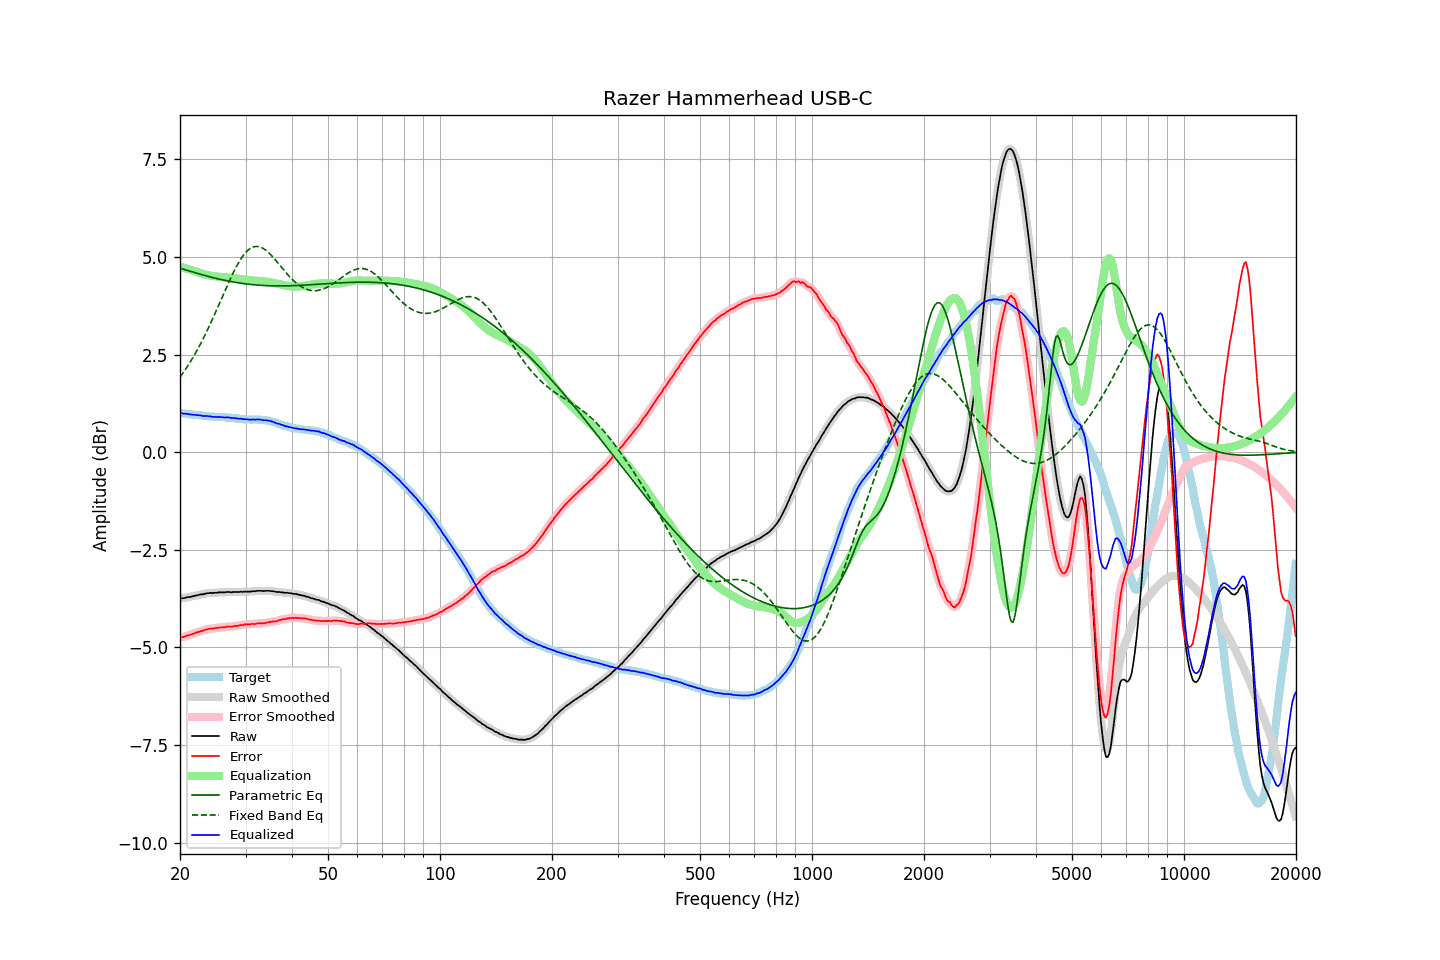 Razer Hammerhead USB-C
7.5
5.0
2.5
0.0
−2.5
−5.0
−7.5
−10.0
Amplitude (dBr)
Target
Raw Smoothed
Error Smoothed
Raw
Error
Equalization
Parametric Eq
Fixed Band Eq
Equalized
20 50 100 200 500 1000 2000 5000 10000 20000
Frequency (Hz)